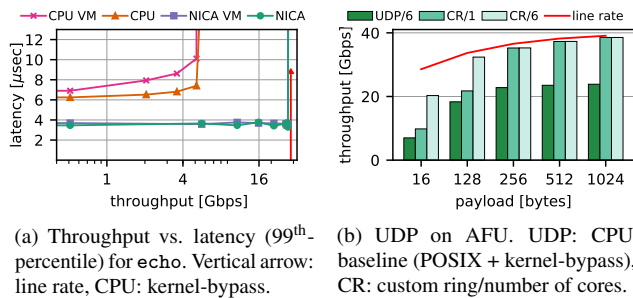 CPU VM CPU NICA VM NICA
12
10
8
6
4
2
latency [μsec]
1 4 16
throughput [Gbps]
(a) Throughput vs. latency (99th-
percentile) for echo. Vertical arrow:
line rate, CPU: kernel-bypass.
UDP/6 CR/1 CR/6 line rate
40
20
0
throughput [Gbps]
16 128 256 512 1024
payload [bytes]
(b) UDP on AFU. UDP: CPU
baseline (POSIX + kernel-bypass),
CR: custom ring/number of cores.